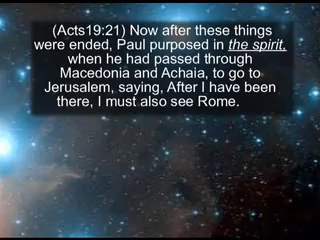 (Acts19:21) Now after these things
were ended, Paul purposed in the spirit,
when he had passed through
Macedonia and Achaia, to go to
Jerusalem, saying, After I have been
there, I must also see Rome.